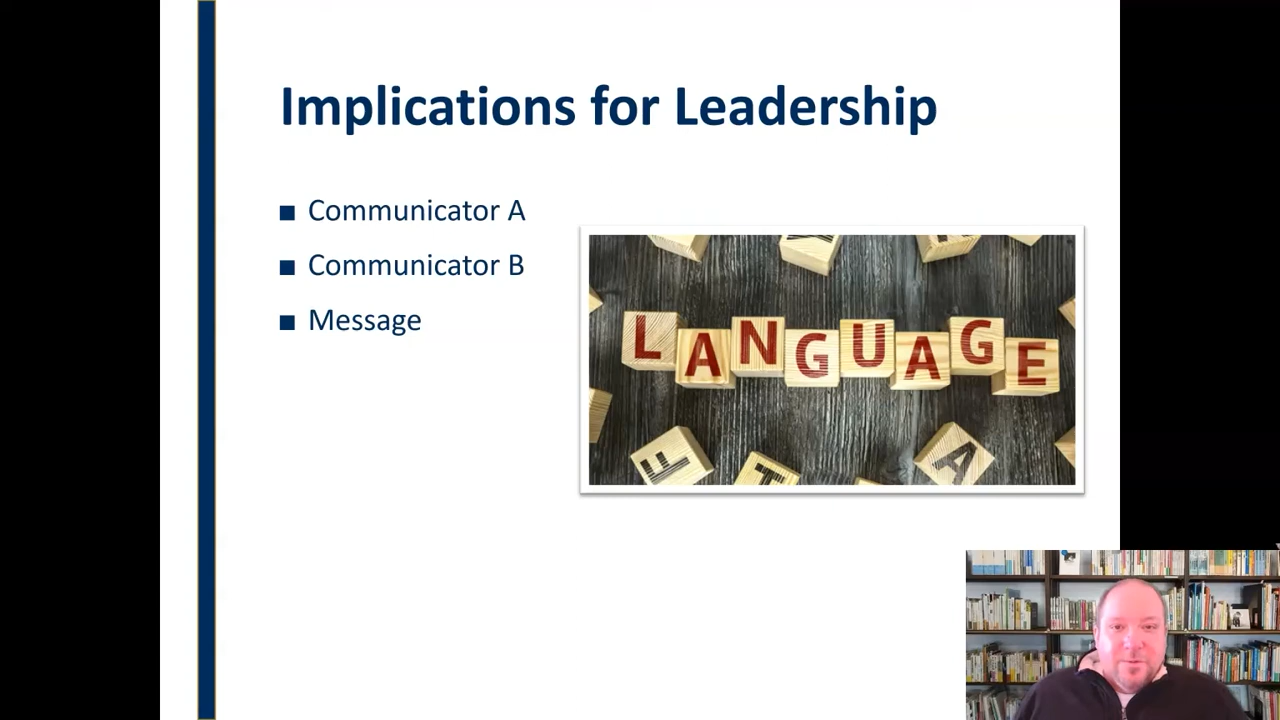 Implications for Leadership
Communicator A
Communicator B
Message
LANGUAGE
F
T
A